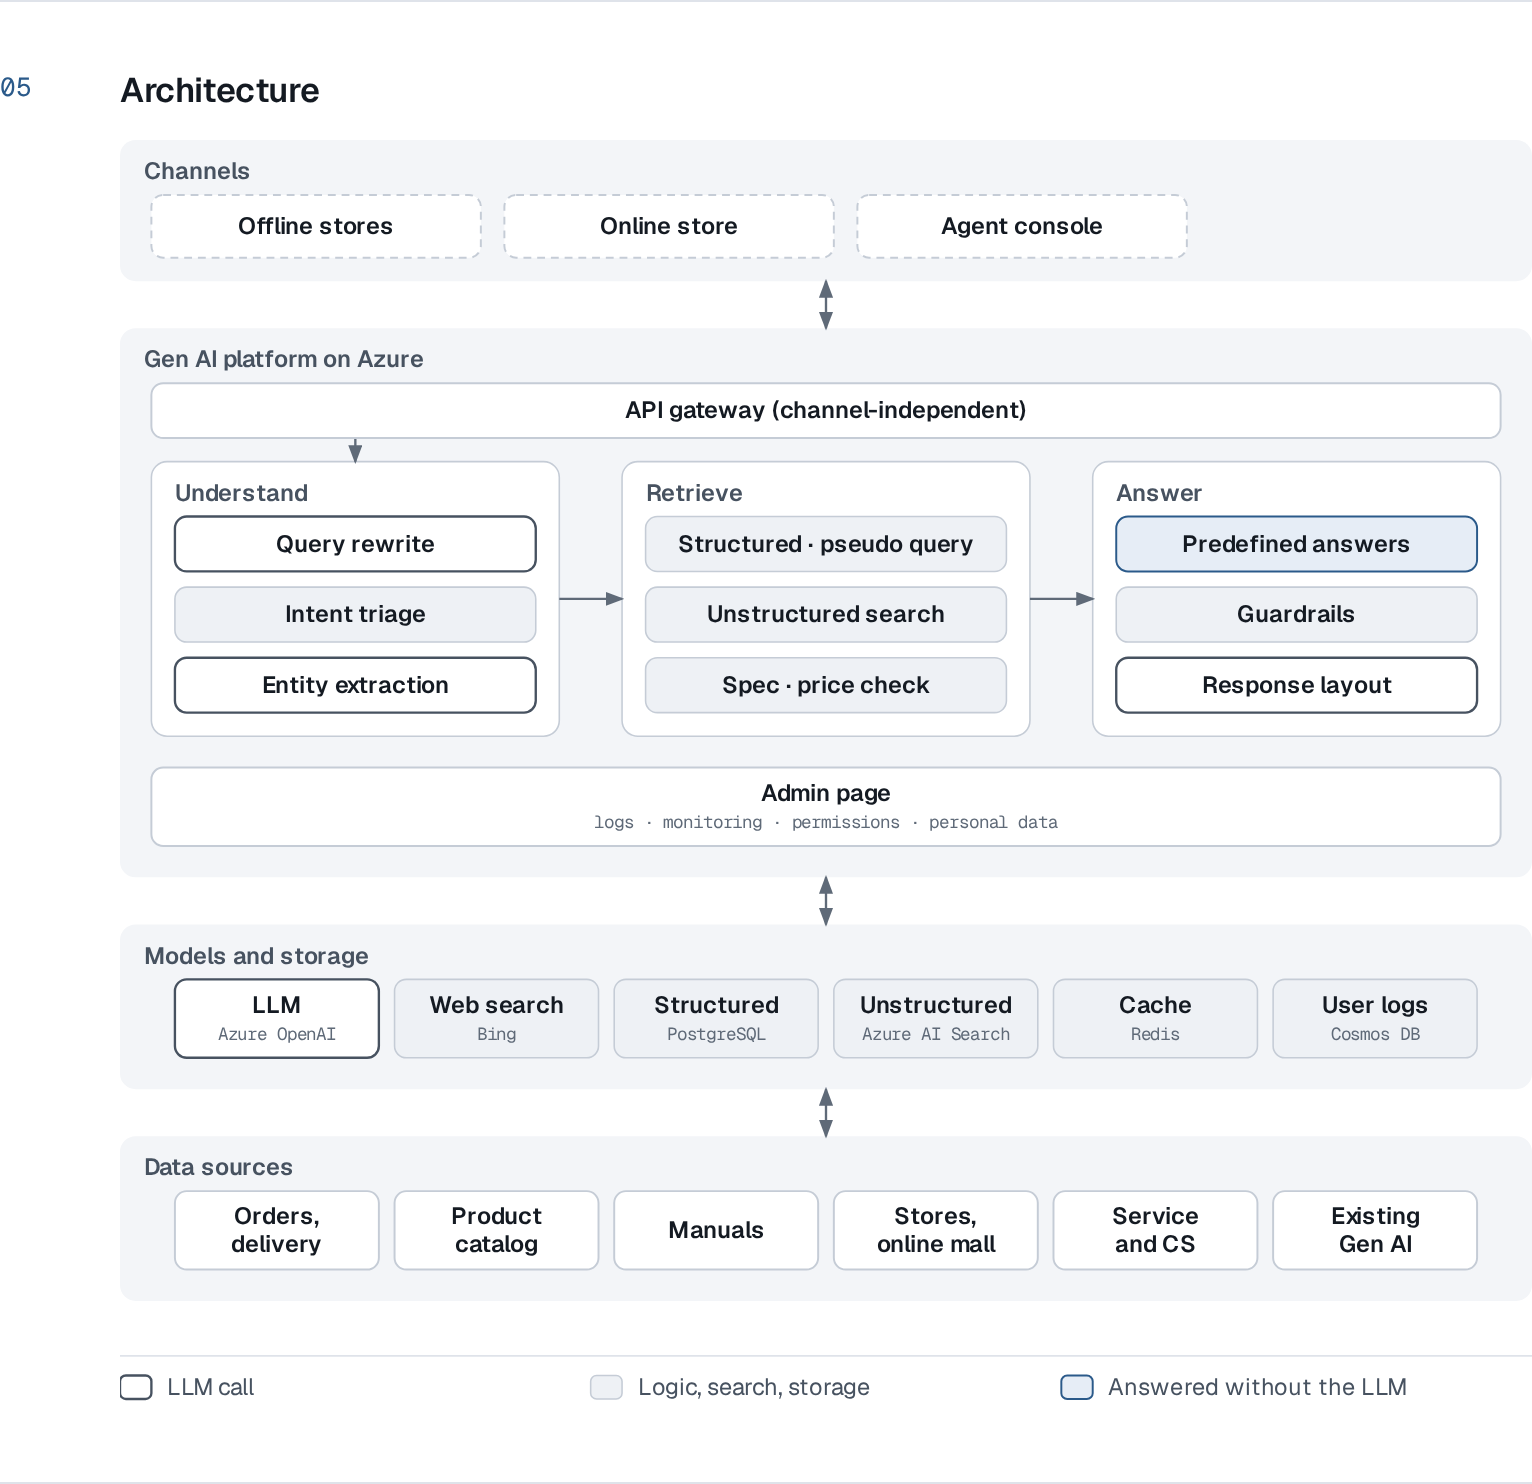 05
Architecture
Channels
Offline stores
Online store
Agent console
Gen AI platform on Azure
API gateway (channel-independent)
Understand
Query rewrite
Intent triage
Entity extraction
Retrieve
Structured · pseudo query
Unstructured search
Spec · price check
Answer
Predefined answers
Guardrails
Response layout
Admin page
logs · monitoring · permissions · personal data
Models and storage
LLM
Azure OpenAI
Web search
Bing
Structured
PostgreSQL
Unstructured
Azure AI Search
Cache
Redis
User logs
Cosmos DB
Data sources
Orders,
delivery
Product
catalog
Manuals
Stores,
online mall
Service
and CS
Existing
Gen AI
LLM call
Logic, search, storage
Answered without the LLM